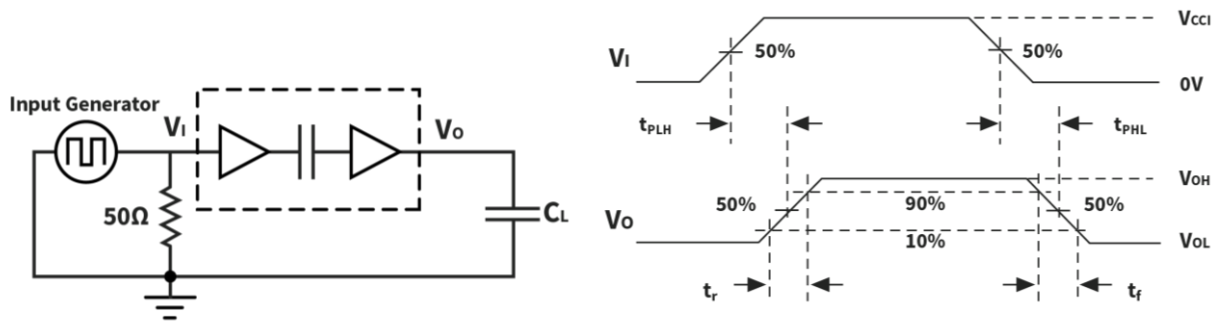 Input Generator
VI
VO
50Ω
CL
VCCI
VI
50%
50%
0V
tPLH
tPHL
VOH
50%
90%
50%
VO
10%
VOL
tr
tf